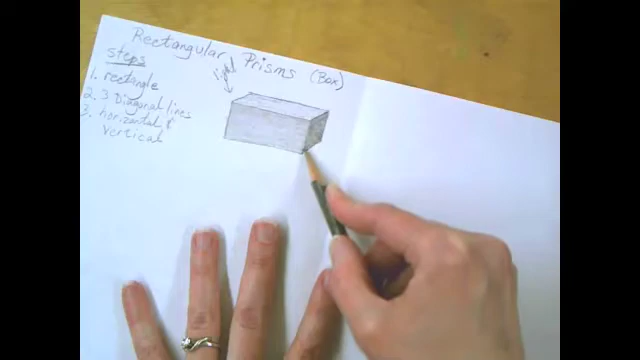 Rectangular Prisms (Box)
steps
light
1. rectangle
2. 3 Diagonal lines
3. horizontal &
vertical